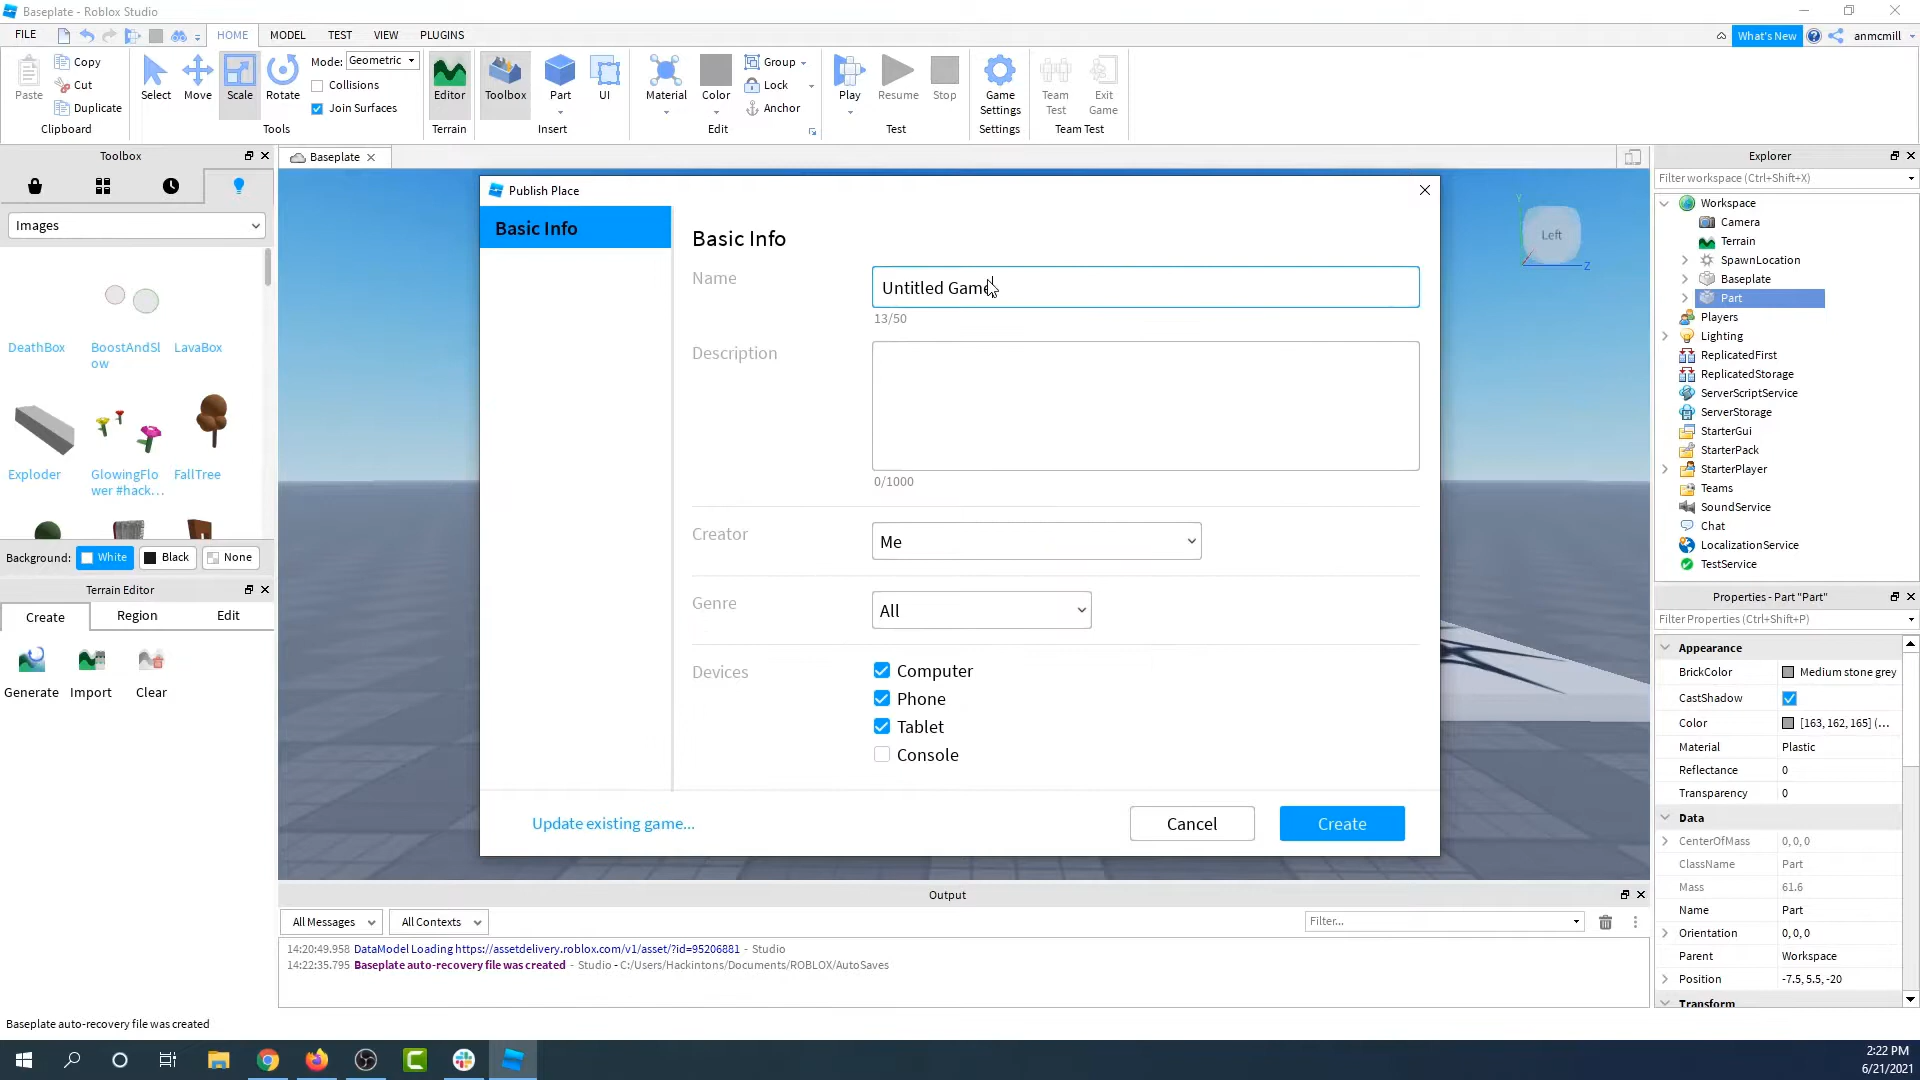 Baseplate - Roblox Studio
FILE
HOME
MODEL
TEST
VIEW
PLUGINS
What's New
anmcmill
Paste
Copy
Cut
Duplicate
Clipboard
Select
Move
Scale
Rotate
Mode: Geometric
Collisions
Join Surfaces
Tools
Editor
Terrain
Toolbox
Part
UI
Insert
Material
Color
Group
Lock
Anchor
Edit
Play
Resume
Stop
Test
Game
Settings
Settings
Team
Test
Exit
Game
Team Test
Toolbox
Images
DeathBox
BoostAndSl
ow
LavaBox
Exploder
GlowingFlo
wer #hack...
FallTree
Background:
White
Black
None
Terrain Editor
Create
Region
Edit
Generate
Import
Clear
Baseplate
Publish Place
Basic Info
Basic Info
Name
Untitled Game
13/50
Description
0/1000
Creator
Me
Genre
All
Devices
Computer
Phone
Tablet
Console
Update existing game...
Cancel
Create
Y
Left
Z
Output
All Messages
All Contexts
Filter...
14:20:49.958 DataModel Loading https://assetdelivery.roblox.com/v1/asset/?id=95206881 - Studio
14:22:35.795 Baseplate auto-recovery file was created - Studio - C:/Users/Hackintons/Documents/ROBLOX/AutoSaves
Explorer
Filter workspace (Ctrl+Shift+X)
Workspace
Camera
Terrain
SpawnLocation
Baseplate
Part
Players
Lighting
ReplicatedFirst
ReplicatedStorage
ServerScriptService
ServerStorage
StarterGui
StarterPack
StarterPlayer
Teams
SoundService
Chat
LocalizationService
TestService
Properties - Part "Part"
Filter Properties (Ctrl+Shift+P)
Appearance
BrickColor Medium stone grey
CastShadow
Color [163, 162, 165] (...
Material Plastic
Reflectance 0
Transparency 0
Data
CenterOfMass 0, 0, 0
ClassName Part
Mass 61.6
Name Part
Orientation 0, 0, 0
Parent Workspace
Position -7.5, 5.5, -20
Transform
Baseplate auto-recovery file was created
2:22 PM
6/21/2021